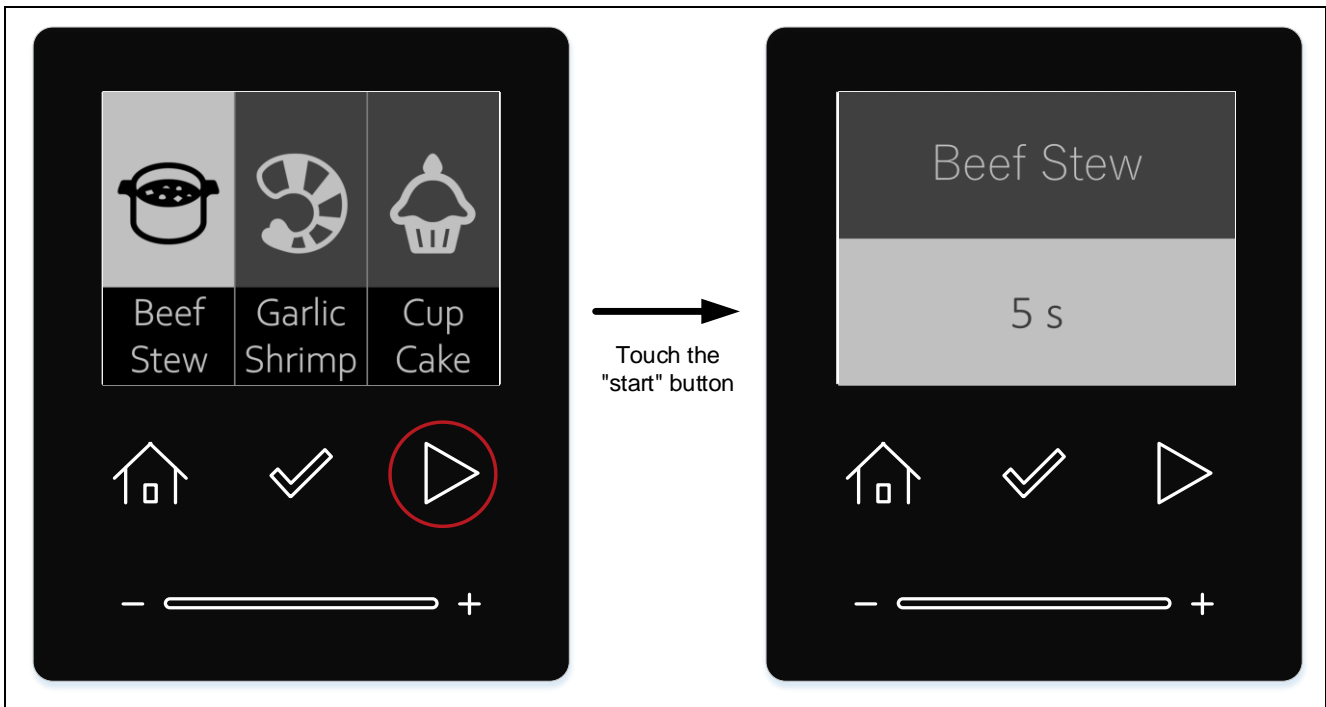 Beef
Stew
Garlic
Shrimp
Cup
Cake
Touch the
"start" button
Beef Stew
5 s
- +
- +